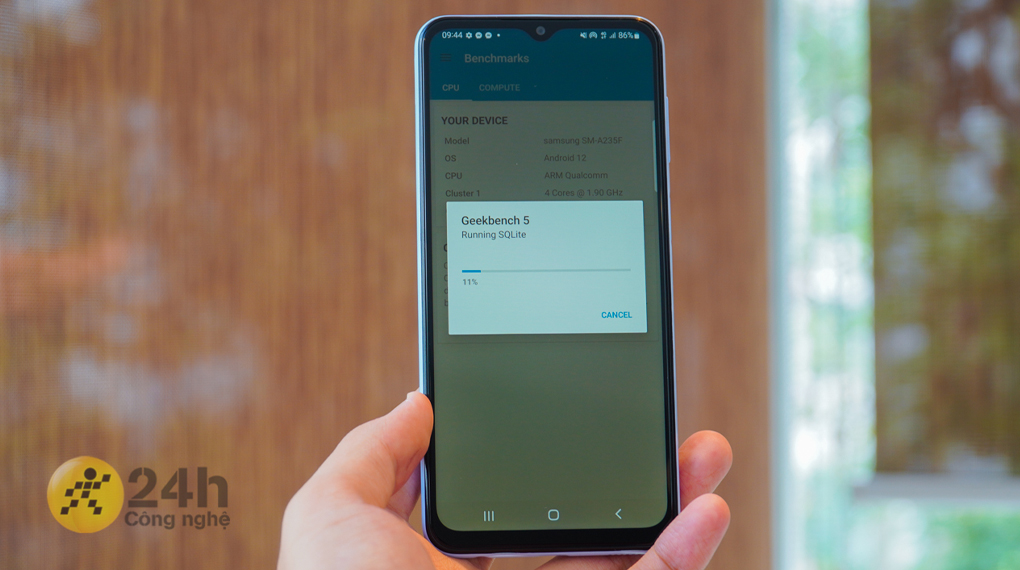 09:44 86%
Benchmarks
CPU COMPUTE
YOUR DEVICE
Model samsung SM-A235F
OS Android 12
CPU ARM Qualcomm
Cluster 1 4 Cores @ 1.90 GHz
Geekbench 5
Running SQLite
11%
CANCEL
24h
Công nghệ